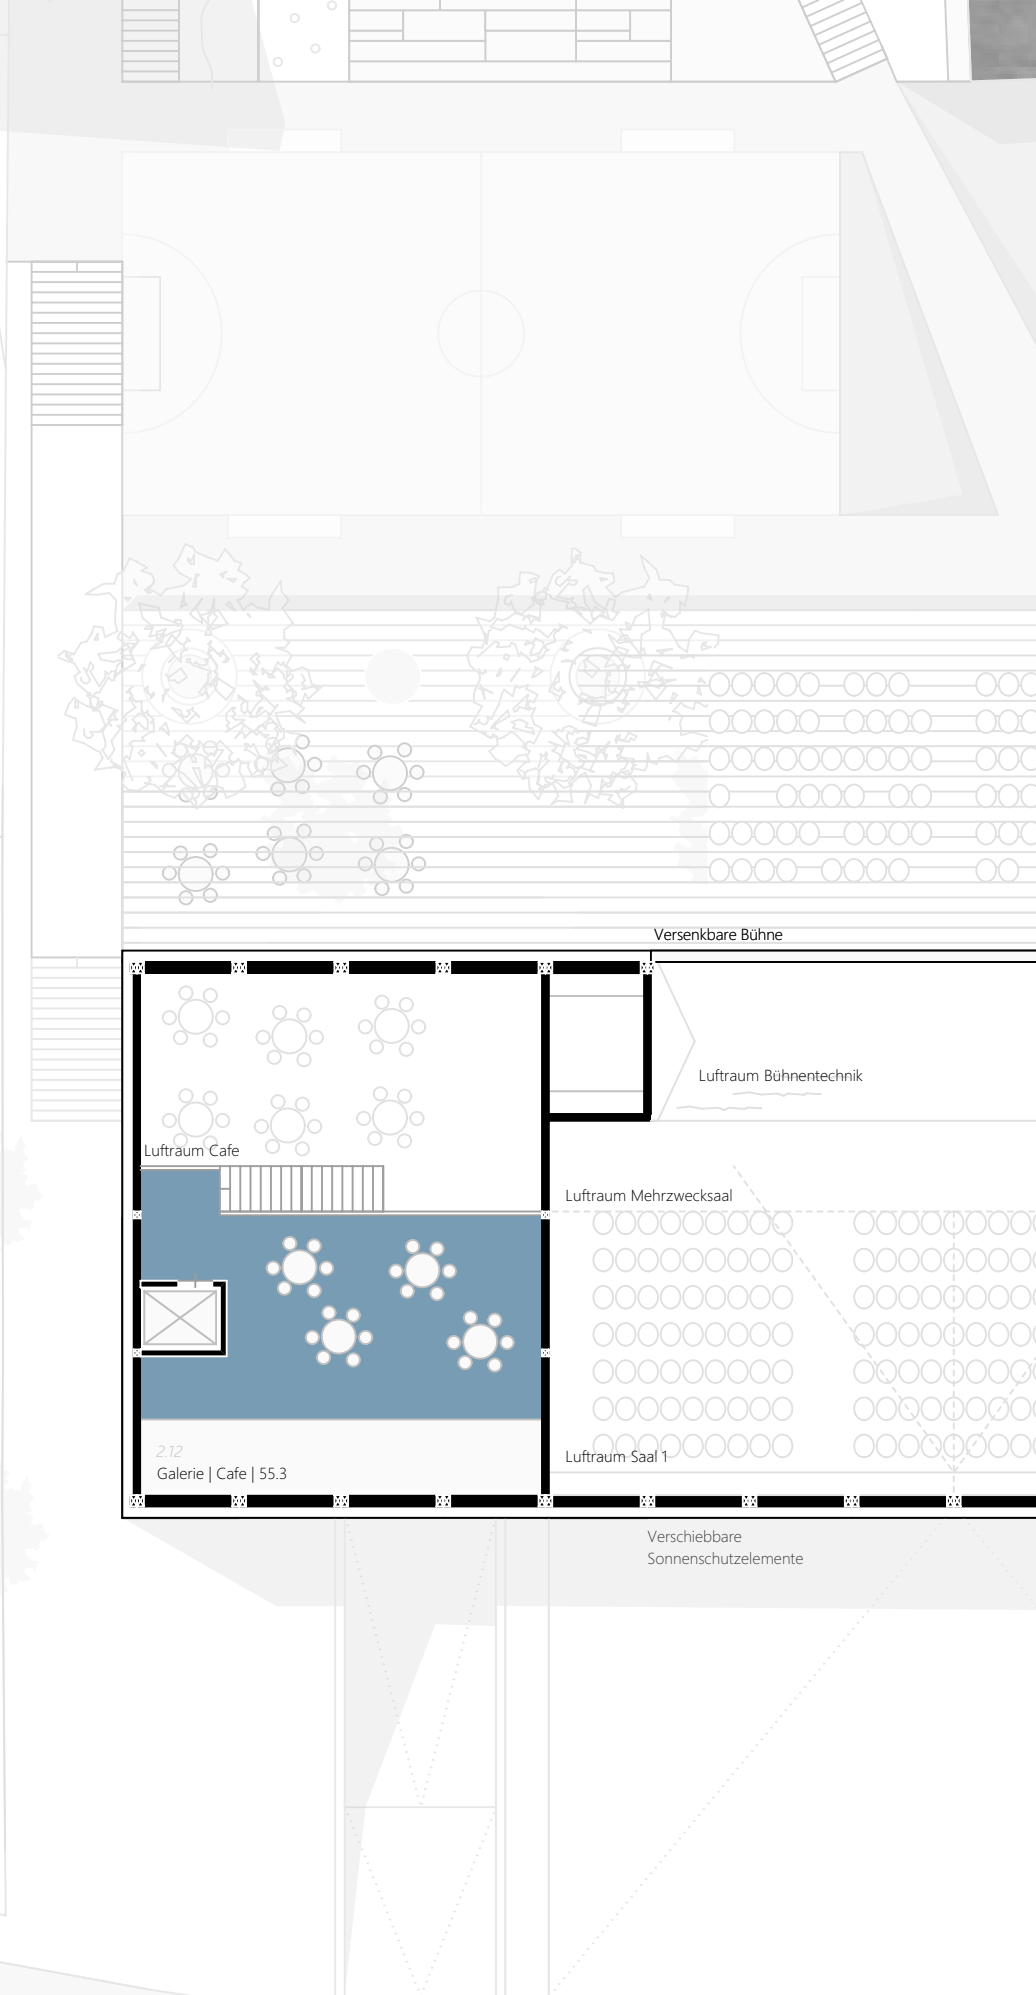 Versenkbare Bühne
Luftraum Bühnentechnik
Luftraum Cafe
Luftraum Mehrzwecksaal
2.12
Galerie | Cafe | 55.3
Luftraum Saal 1
Verschiebbare
Sonnenschutzelemente